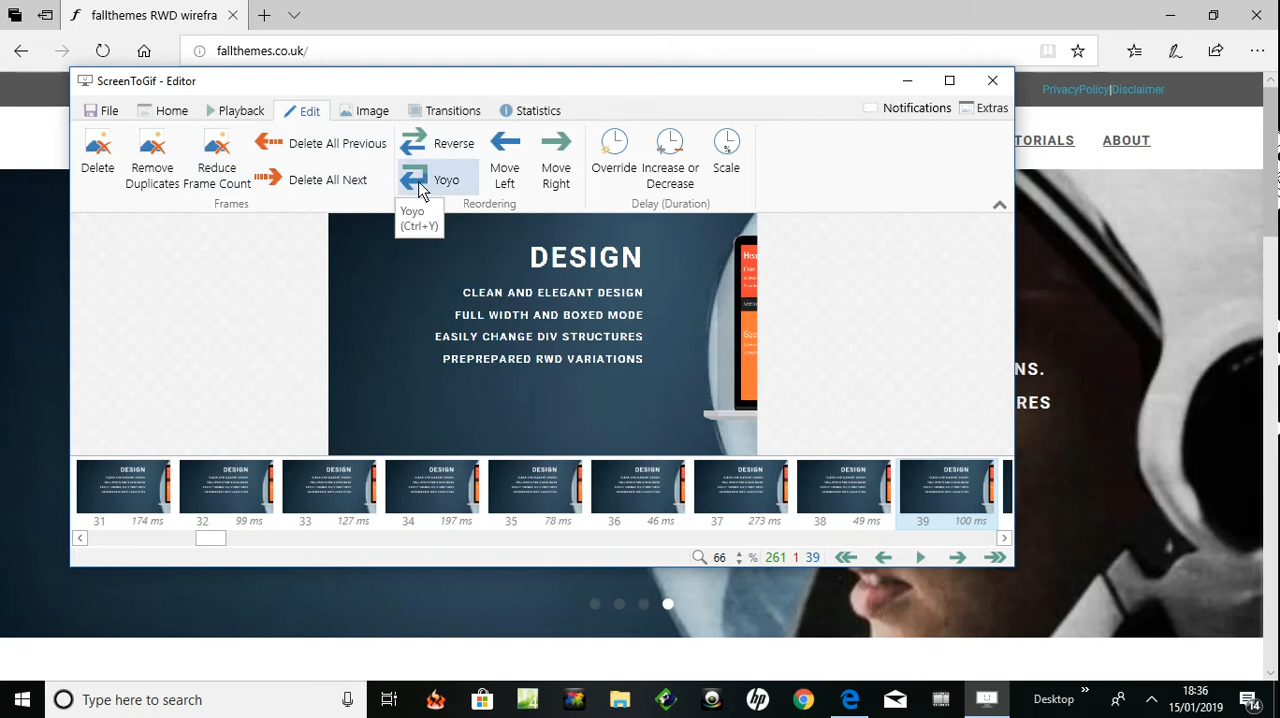 fallthemes RWD wirefra
fallthemes.co.uk/
ScreenToGif - Editor
PrivacyPolicy|Disclaimer
File Home Playback Edit Image Transitions Statistics Notifications Extras
Delete
Remove Duplicates
Reduce Frame Count
Delete All Previous
Delete All Next
Frames
Reverse
Yoyo
Move Left
Move Right
Reordering
Override
Increase or Decrease
Scale
Delay (Duration)
Yoyo
(Ctrl+Y)
TORIALS ABOUT
DESIGN
CLEAN AND ELEGANT DESIGN
FULL WIDTH AND BOXED MODE
EASILY CHANGE DIV STRUCTURES
PREPREPARED RWD VARIATIONS
NS.
RES
31 174 ms 32 99 ms 33 127 ms 34 197 ms 35 78 ms 36 46 ms 37 273 ms 38 49 ms 39 100 ms
66 % 261 1 39
Type here to search
Desktop
18:36
15/01/2019
14